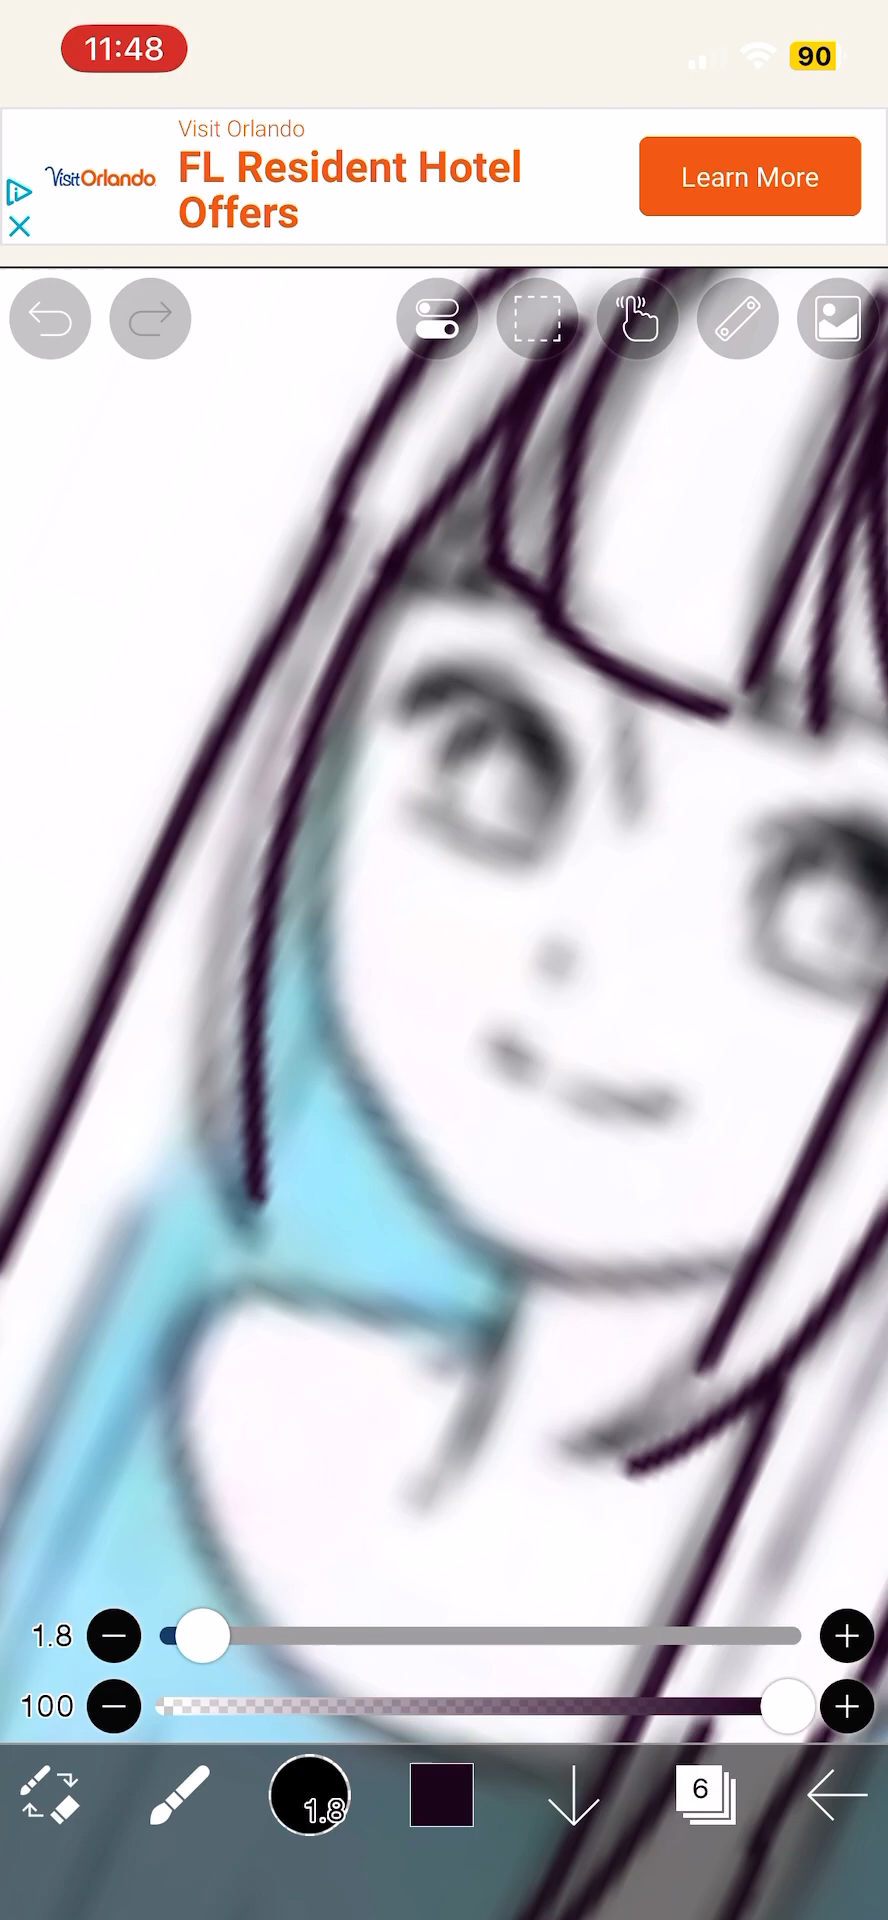 11:48
90
Visit Orlando
VisitOrlando
FL Resident Hotel
Offers
Learn More
1.8
100
1.8
6